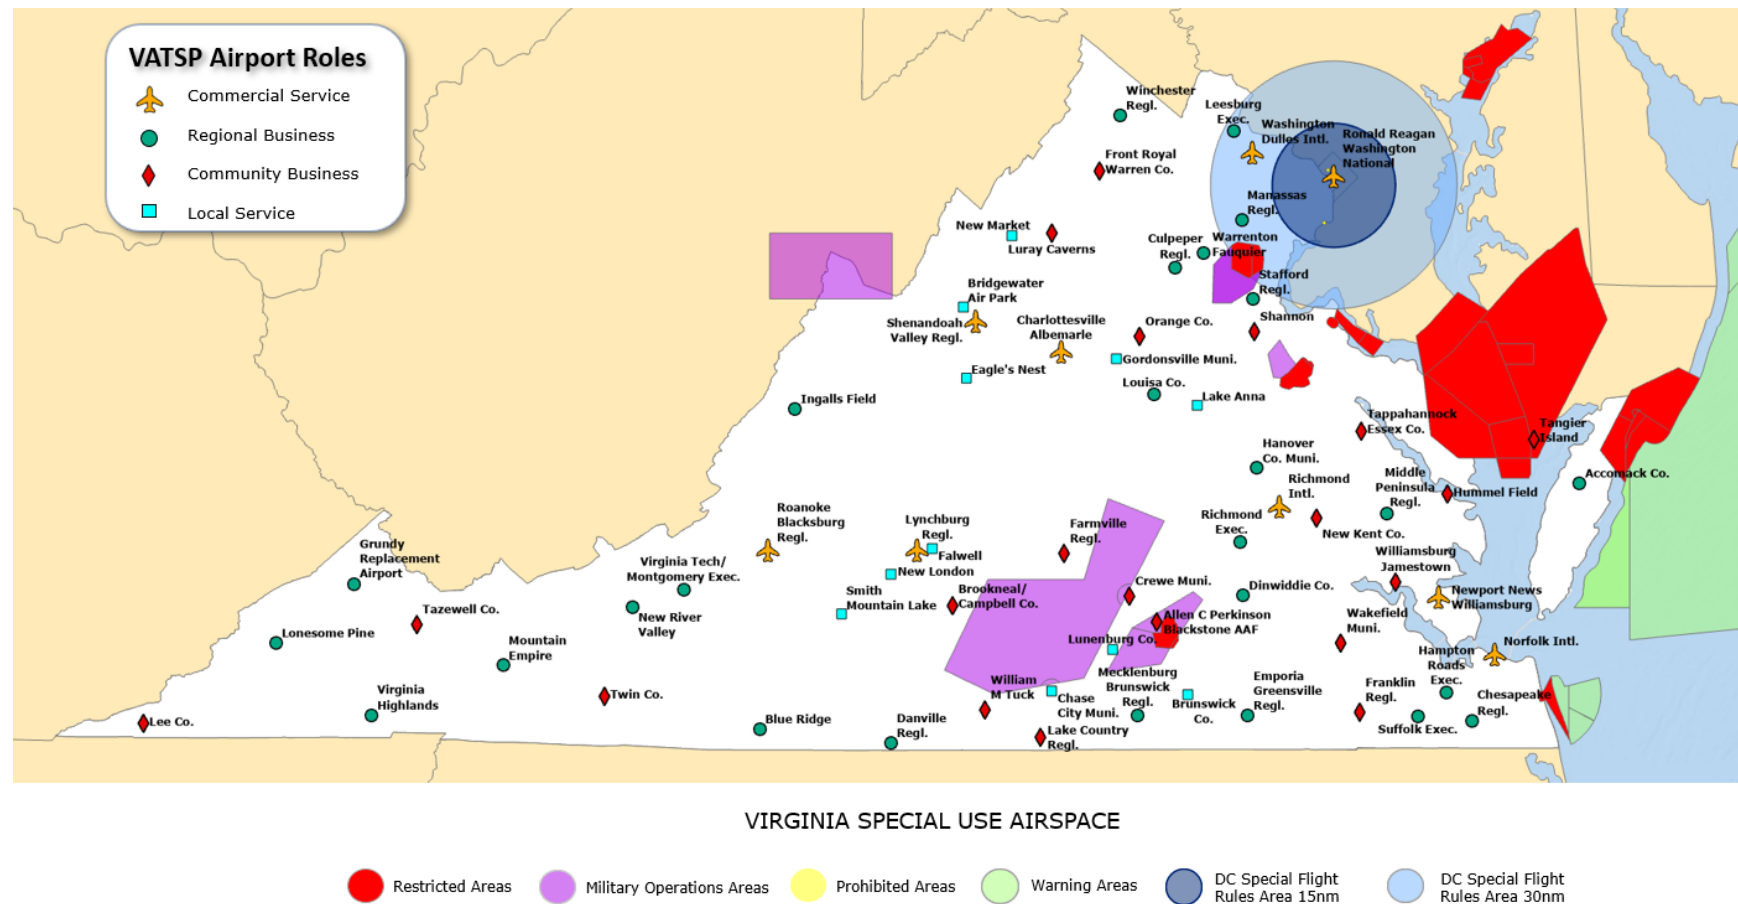 VATSP Airport Roles
Commercial Service
Regional Business
Community Business
Local Service
Winchester
Regl.
Leesburg
Exec.
Washington
Dulles Intl.
Ronald Reagan
Washington
National
Front Royal
Warren Co.
Manassas
Regl.
New Market
Luray Caverns
Culpeper
Regl.
Warrenton
Fauquier
Stafford
Regl.
Bridgewater
Air Park
Shenandoah
Valley Regl.
Charlottesville
Albemarle
Orange Co.
Shannon
Gordonsville Muni.
Eagle's Nest
Louisa Co.
Lake Anna
Ingalls Field
Tappahannock
Essex Co.
Tangier
Island
Hanover
Co. Muni.
Richmond
Intl.
Middle
Peninsula
Regl.
Hummel Field
Accomack Co.
Roanoke
Blacksburg
Regl.
Lynchburg
Regl.
Falwell
New London
Farmville
Regl.
Richmond
Exec.
New Kent Co.
Williamsburg
Jamestown
Grundy
Replacement
Airport
Virginia Tech/
Montgomery Exec.
New River
Valley
Smith
Mountain Lake
Brookneal/
Campbell Co.
Crewe Muni.
Dinwiddie Co.
Newport News
Williamsburg
Tazewell Co.
Lonesome Pine
Mountain
Empire
Allen C Perkinson
Blackstone AAF
Lunenburg Co.
Wakefield
Muni.
Norfolk Intl.
Hampton
Roads
Exec.
Virginia
Highlands
Twin Co.
Lee Co.
Blue Ridge
Danville
Regl.
William
M Tuck
Chase
City Muni.
Lake Country
Regl.
Mecklenburg
Brunswick
Regl.
Brunswick
Co.
Emporia
Greensville
Regl.
Franklin
Regl.
Suffolk Exec.
Chesapeake
Regl.
VIRGINIA SPECIAL USE AIRSPACE
Restricted Areas
Military Operations Areas
Prohibited Areas
Warning Areas
DC Special Flight
Rules Area 15nm
DC Special Flight
Rules Area 30nm